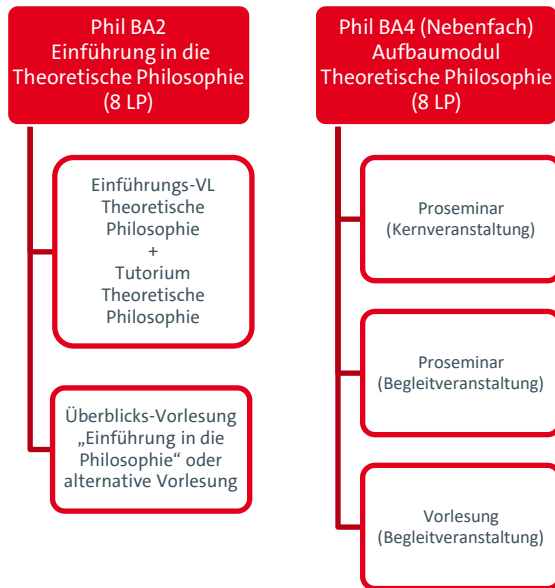 Phil BA2
Einführung in die
Theoretische Philosophie
(8 LP)
Einführungs-VL
Theoretische
Philosophie
+
Tutorium
Theoretische
Philosophie
Überblicks-Vorlesung
„Einführung in die
Philosophie“ oder
alternative Vorlesung
Phil BA4 (Nebenfach)
Aufbaumodul
Theoretische Philosophie
(8 LP)
Proseminar
(Kernveranstaltung)
Proseminar
(Begleitveranstaltung)
Vorlesung
(Begleitveranstaltung)